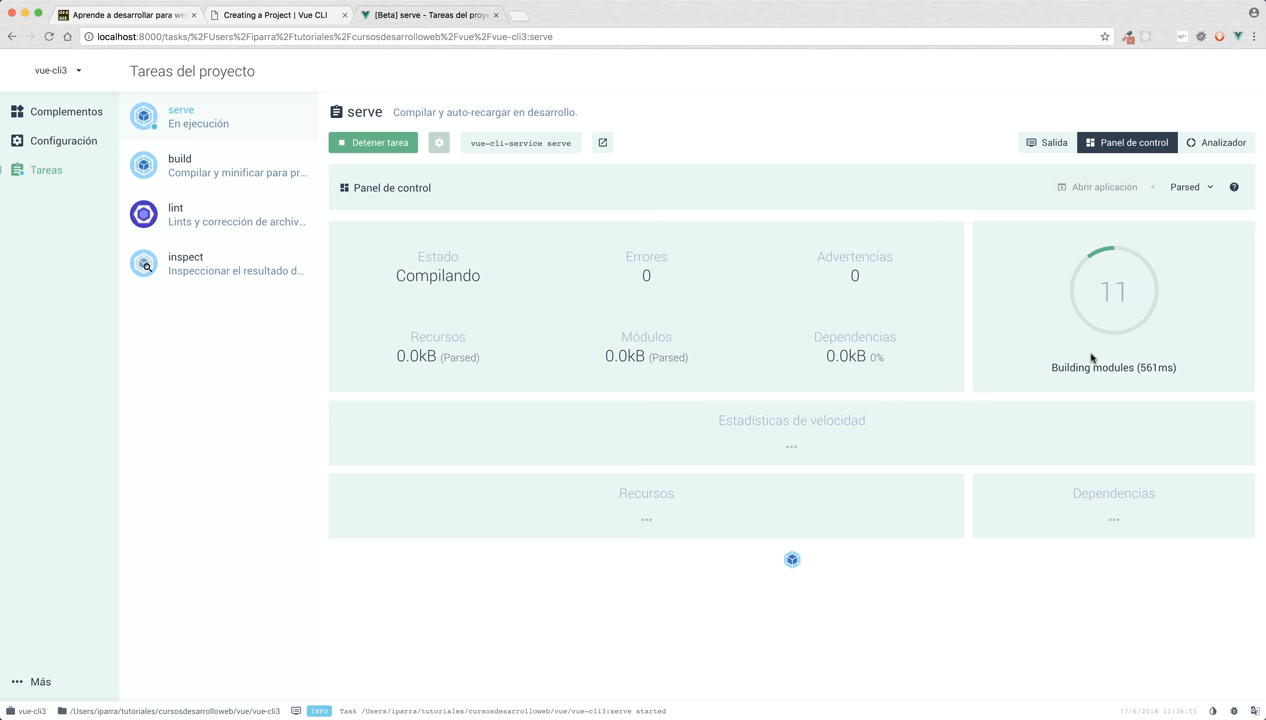 Aprende a desarrollar para we
Creating a Project | Vue CLI
[Beta] serve - Tareas del proye
localhost:8000/tasks/%2FUsers%2Fiparra%2Ftutoriales%2Fcursosdesarrolloweb%2Fvue%2Fvue-cli3:serve
vue-cli3
Tareas del proyecto
Complementos
Configuración
Tareas
serve
En ejecución
build
Compilar y minificar para pr...
lint
Lints y corrección de archiv...
inspect
Inspeccionar el resultado d...
serve Compilar y auto-recargar en desarrollo.
Detener tarea
vue-cli-service serve
Salida
Panel de control
Analizador
Panel de control
Abrir aplicación
Parsed
Estado
Compilando
Errores
0
Advertencias
0
Recursos
0.0kB (Parsed)
Módulos
0.0kB (Parsed)
Dependencias
0.0kB 0%
11
Building modules (561ms)
Estadísticas de velocidad
...
Recursos
...
Dependencias
...
Más
vue-cli3
/Users/iparra/tutoriales/cursosdesarrolloweb/vue/vue-cli3
INFO
Task /Users/iparra/tutoriales/cursosdesarrolloweb/vue/vue-cli3:serve started
17/6/2018 11:36:55